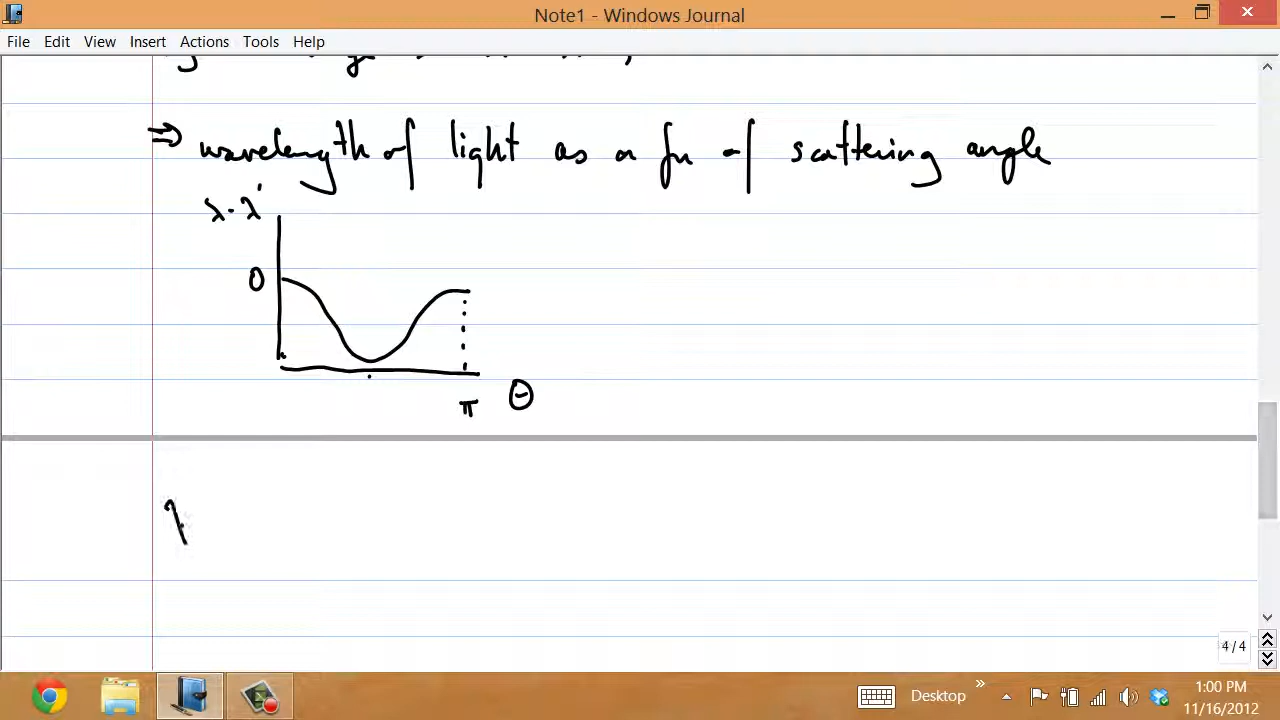 Note1 - Windows Journal
File Edit View Insert Actions Tools Help
⇒ wavelength of light as a fn of scattering angle
λ - λ'
0
π θ
λ
4 / 4
Desktop
1:00 PM
11/16/2012